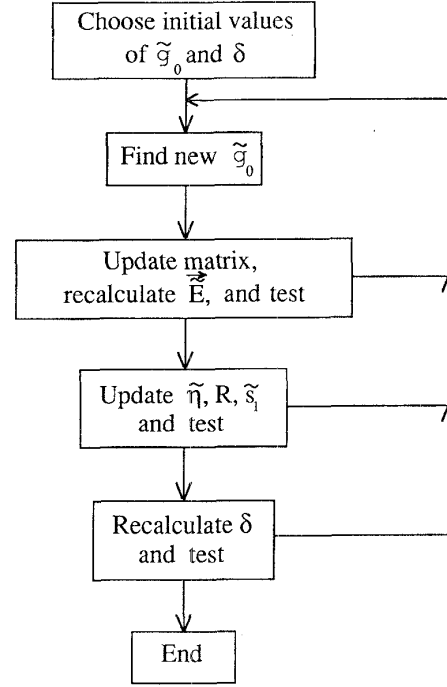 Choose initial values
of g̃₀ and δ
Find new g̃₀
Update matrix,
recalculate Ẽ⃗, and test
Update η̃, R, s̃₁
and test
Recalculate δ
and test
End